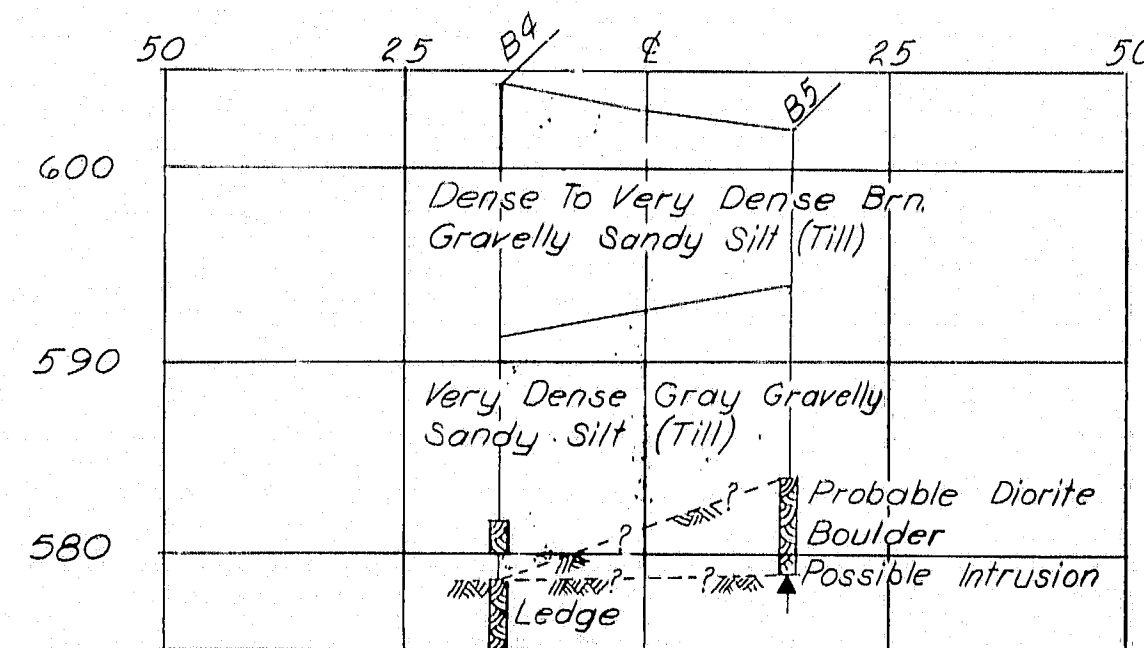 50 25 B4 ℄ 25 50
B5
600
Dense To Very Dense Brn.
Gravelly Sandy Silt (Till)
590
Very Dense Gray Gravelly
Sandy Silt (Till)
? Probable Diorite
? Boulder
580
? ? Possible Intrusion
Ledge